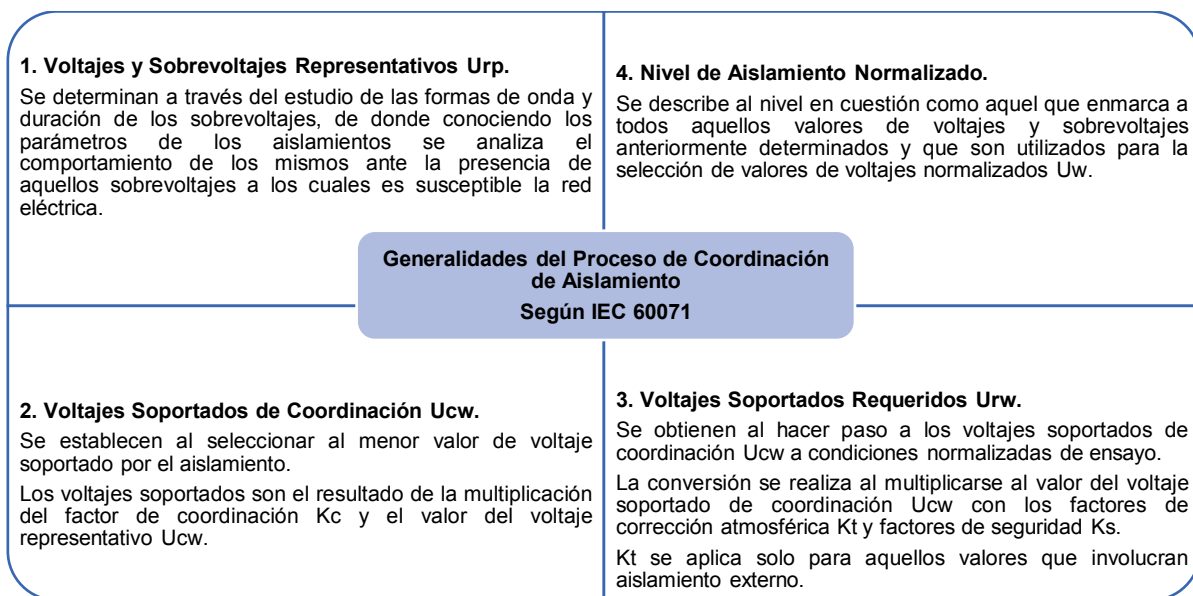 1. Voltajes y Sobrevoltajes Representativos Urp.
Se determinan a través del estudio de las formas de onda y
duración de los sobrevoltajes, de donde conociendo los
parámetros de los aislamientos se analiza el
comportamiento de los mismos ante la presencia de
aquellos sobrevoltajes a los cuales es susceptible la red
eléctrica.
4. Nivel de Aislamiento Normalizado.
Se describe al nivel en cuestión como aquel que enmarca a
todos aquellos valores de voltajes y sobrevoltajes
anteriormente determinados y que son utilizados para la
selección de valores de voltajes normalizados Uw.
Generalidades del Proceso de Coordinación
de Aislamiento
Según IEC 60071
2. Voltajes Soportados de Coordinación Ucw.
Se establecen al seleccionar al menor valor de voltaje
soportado por el aislamiento.
Los voltajes soportados son el resultado de la multiplicación
del factor de coordinación Kc y el valor del voltaje
representativo Ucw.
3. Voltajes Soportados Requeridos Urw.
Se obtienen al hacer paso a los voltajes soportados de
coordinación Ucw a condiciones normalizadas de ensayo.
La conversión se realiza al multiplicarse al valor del voltaje
soportado de coordinación Ucw con los factores de
corrección atmosférica Kt y factores de seguridad Ks.
Kt se aplica solo para aquellos valores que involucran
aislamiento externo.